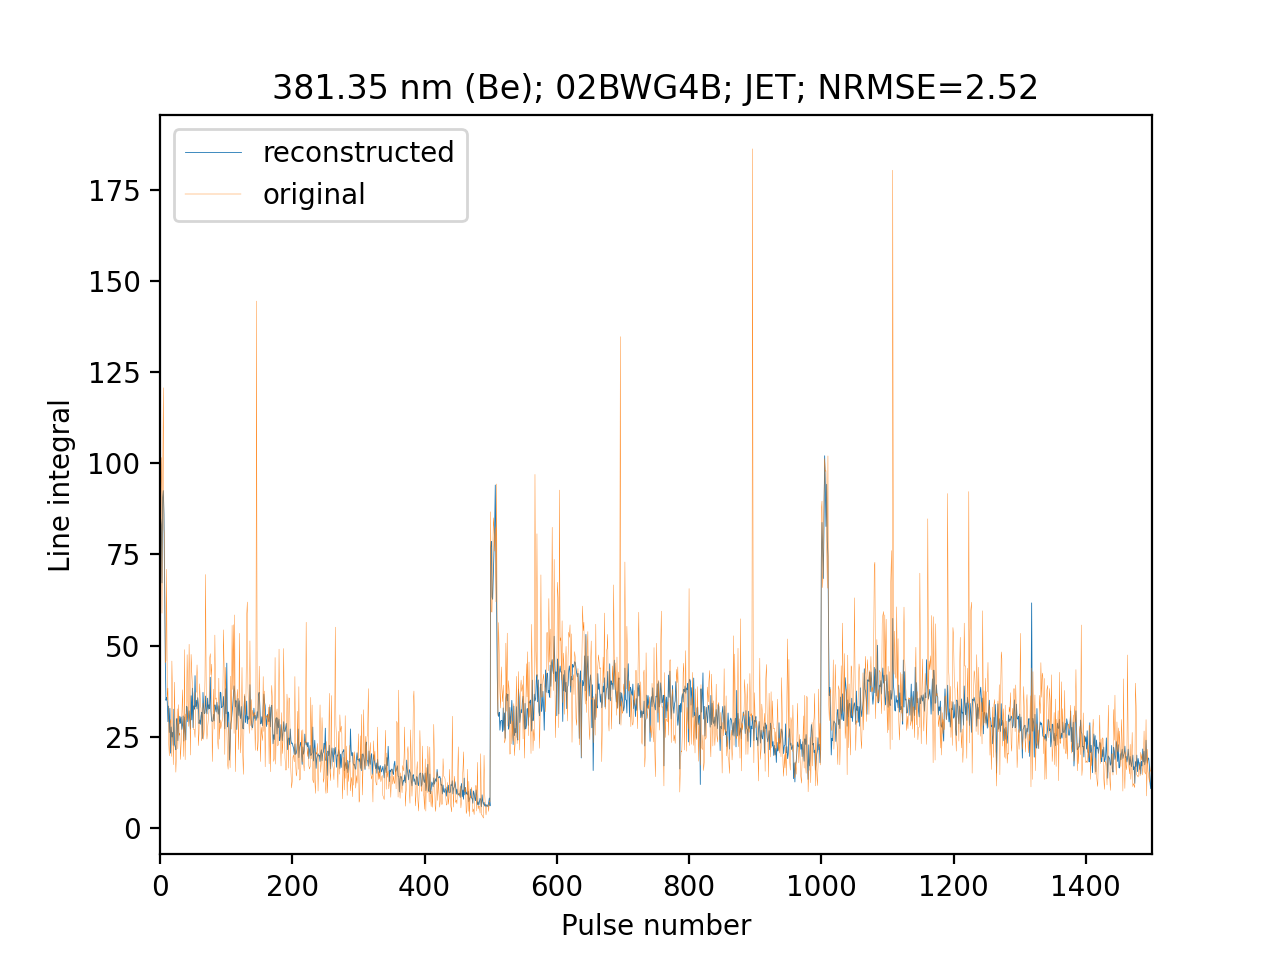 381.35 nm (Be); 02BWG4B; JET; NRMSE=2.52
reconstructed
original
175
150
125
100
75
50
25
0
Line integral
0 200 400 600 800 1000 1200 1400
Pulse number